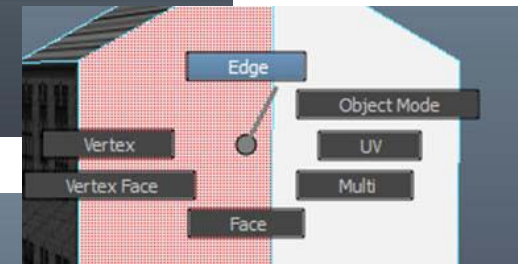 Edge
Object Mode
Vertex
UV
Vertex Face
Multi
Face